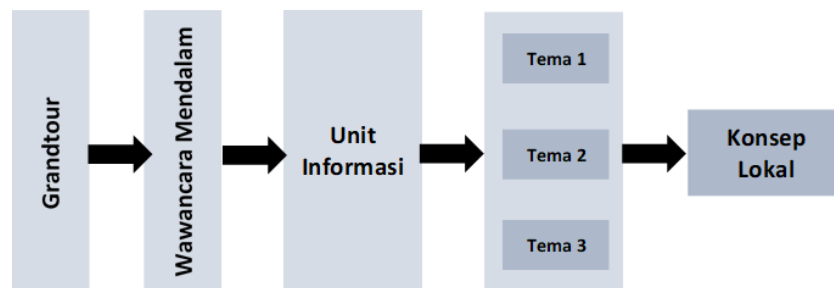 Grandtour
Wawancara Mendalam
Unit
Informasi
Tema 1
Tema 2
Tema 3
Konsep
Lokal